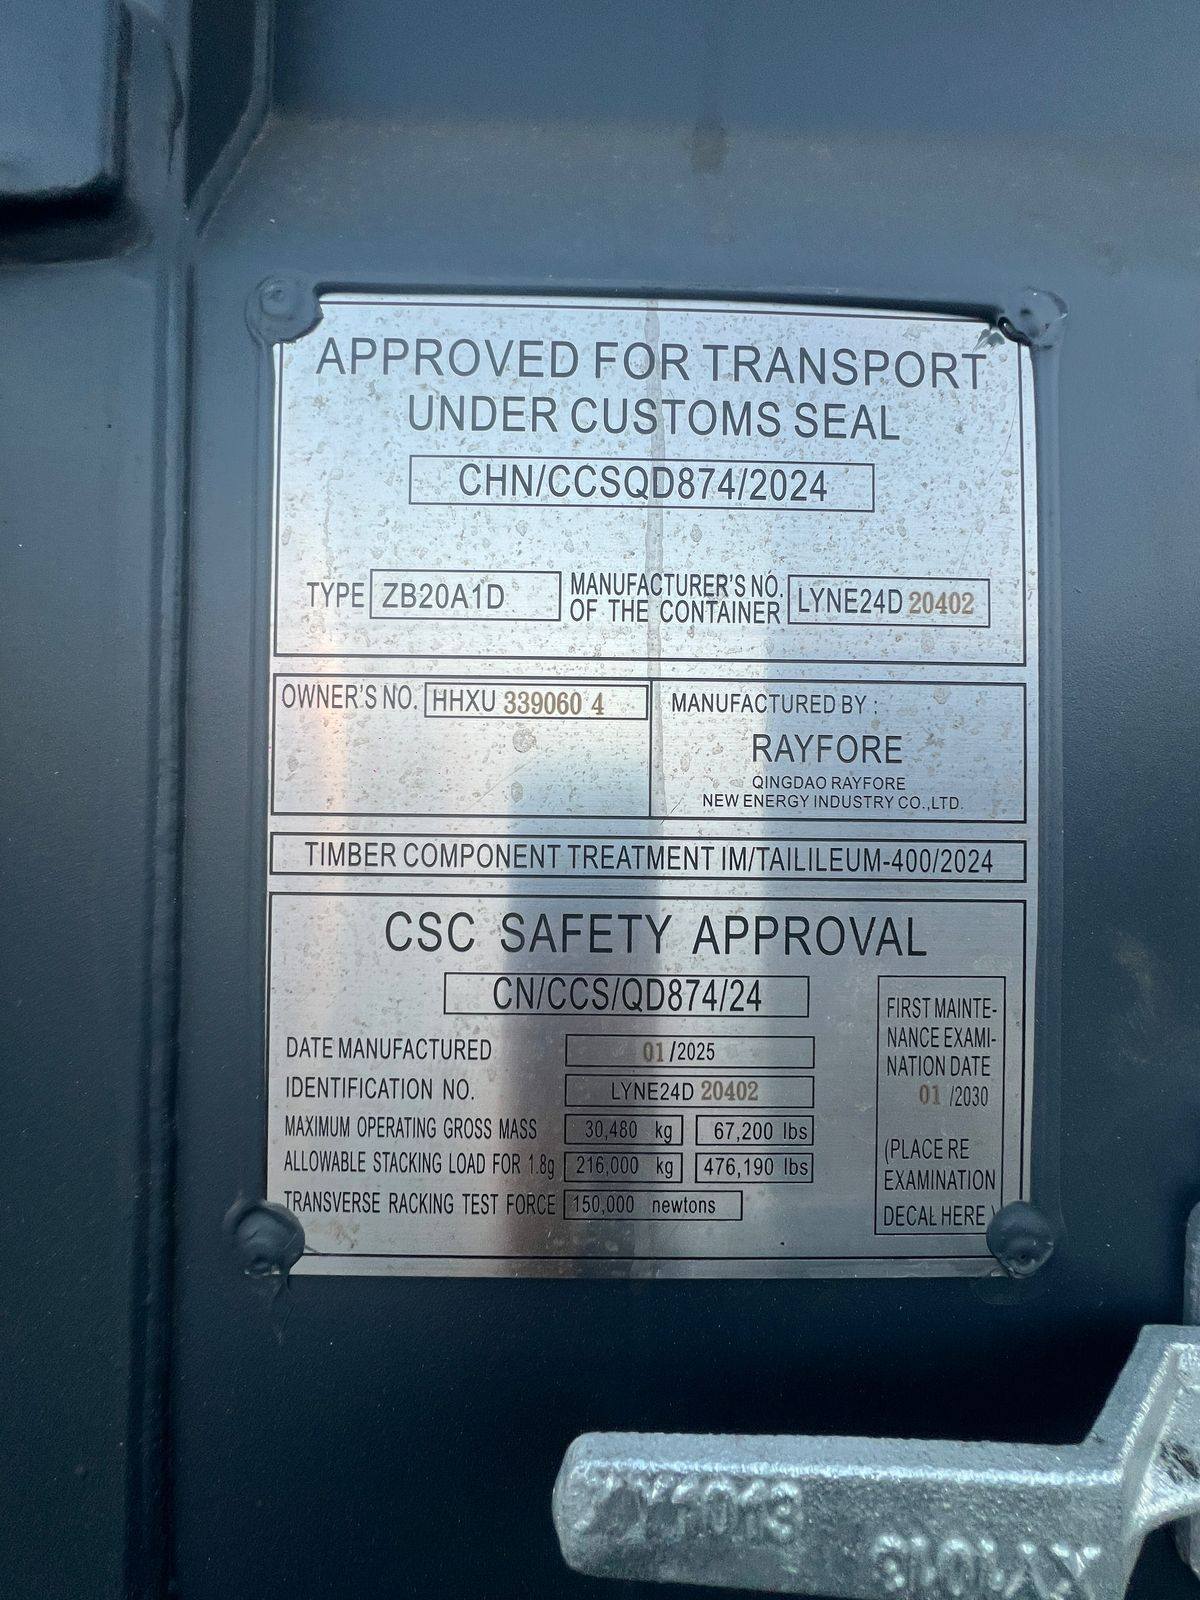 APPROVED FOR TRANSPORT
UNDER CUSTOMS SEAL
CHN/CCSQD874/2024
TYPE ZB20A1D MANUFACTURER'S NO. OF THE CONTAINER LYNE24D 20402
OWNER'S NO. HHXU 339060 4
MANUFACTURED BY :
RAYFORE
QINGDAO RAYFORE
NEW ENERGY INDUSTRY CO.,LTD.
TIMBER COMPONENT TREATMENT IM/TAILILEUM-400/2024
CSC SAFETY APPROVAL
CN/CCS/QD874/24
DATE MANUFACTURED 01/2025
IDENTIFICATION NO. LYNE24D 20402
MAXIMUM OPERATING GROSS MASS 30,480 kg 67,200 lbs
ALLOWABLE STACKING LOAD FOR 1.8g 216,000 kg 476,190 lbs
TRANSVERSE RACKING TEST FORCE 150,000 newtons
FIRST MAINTE-
NANCE EXAMI-
NATION DATE
01 /2030
(PLACE RE
EXAMINATION
DECAL HERE )